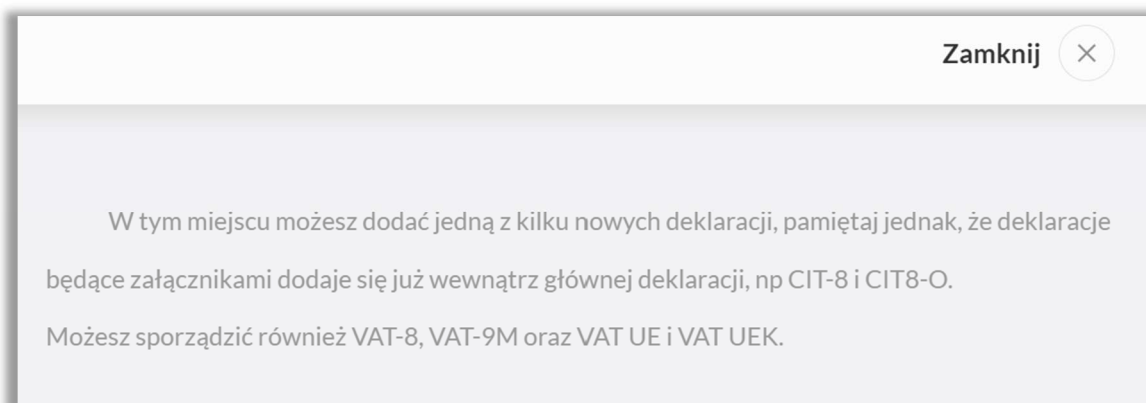 Zamknij
W tym miejscu możesz dodać jedną z kilku nowych deklaracji, pamiętaj jednak, że deklaracje
będące załącznikami dodaje się już wewnątrz głównej deklaracji, np CIT-8 i CIT8-O.
Możesz sporządzić również VAT-8, VAT-9M oraz VAT UE i VAT UEK.